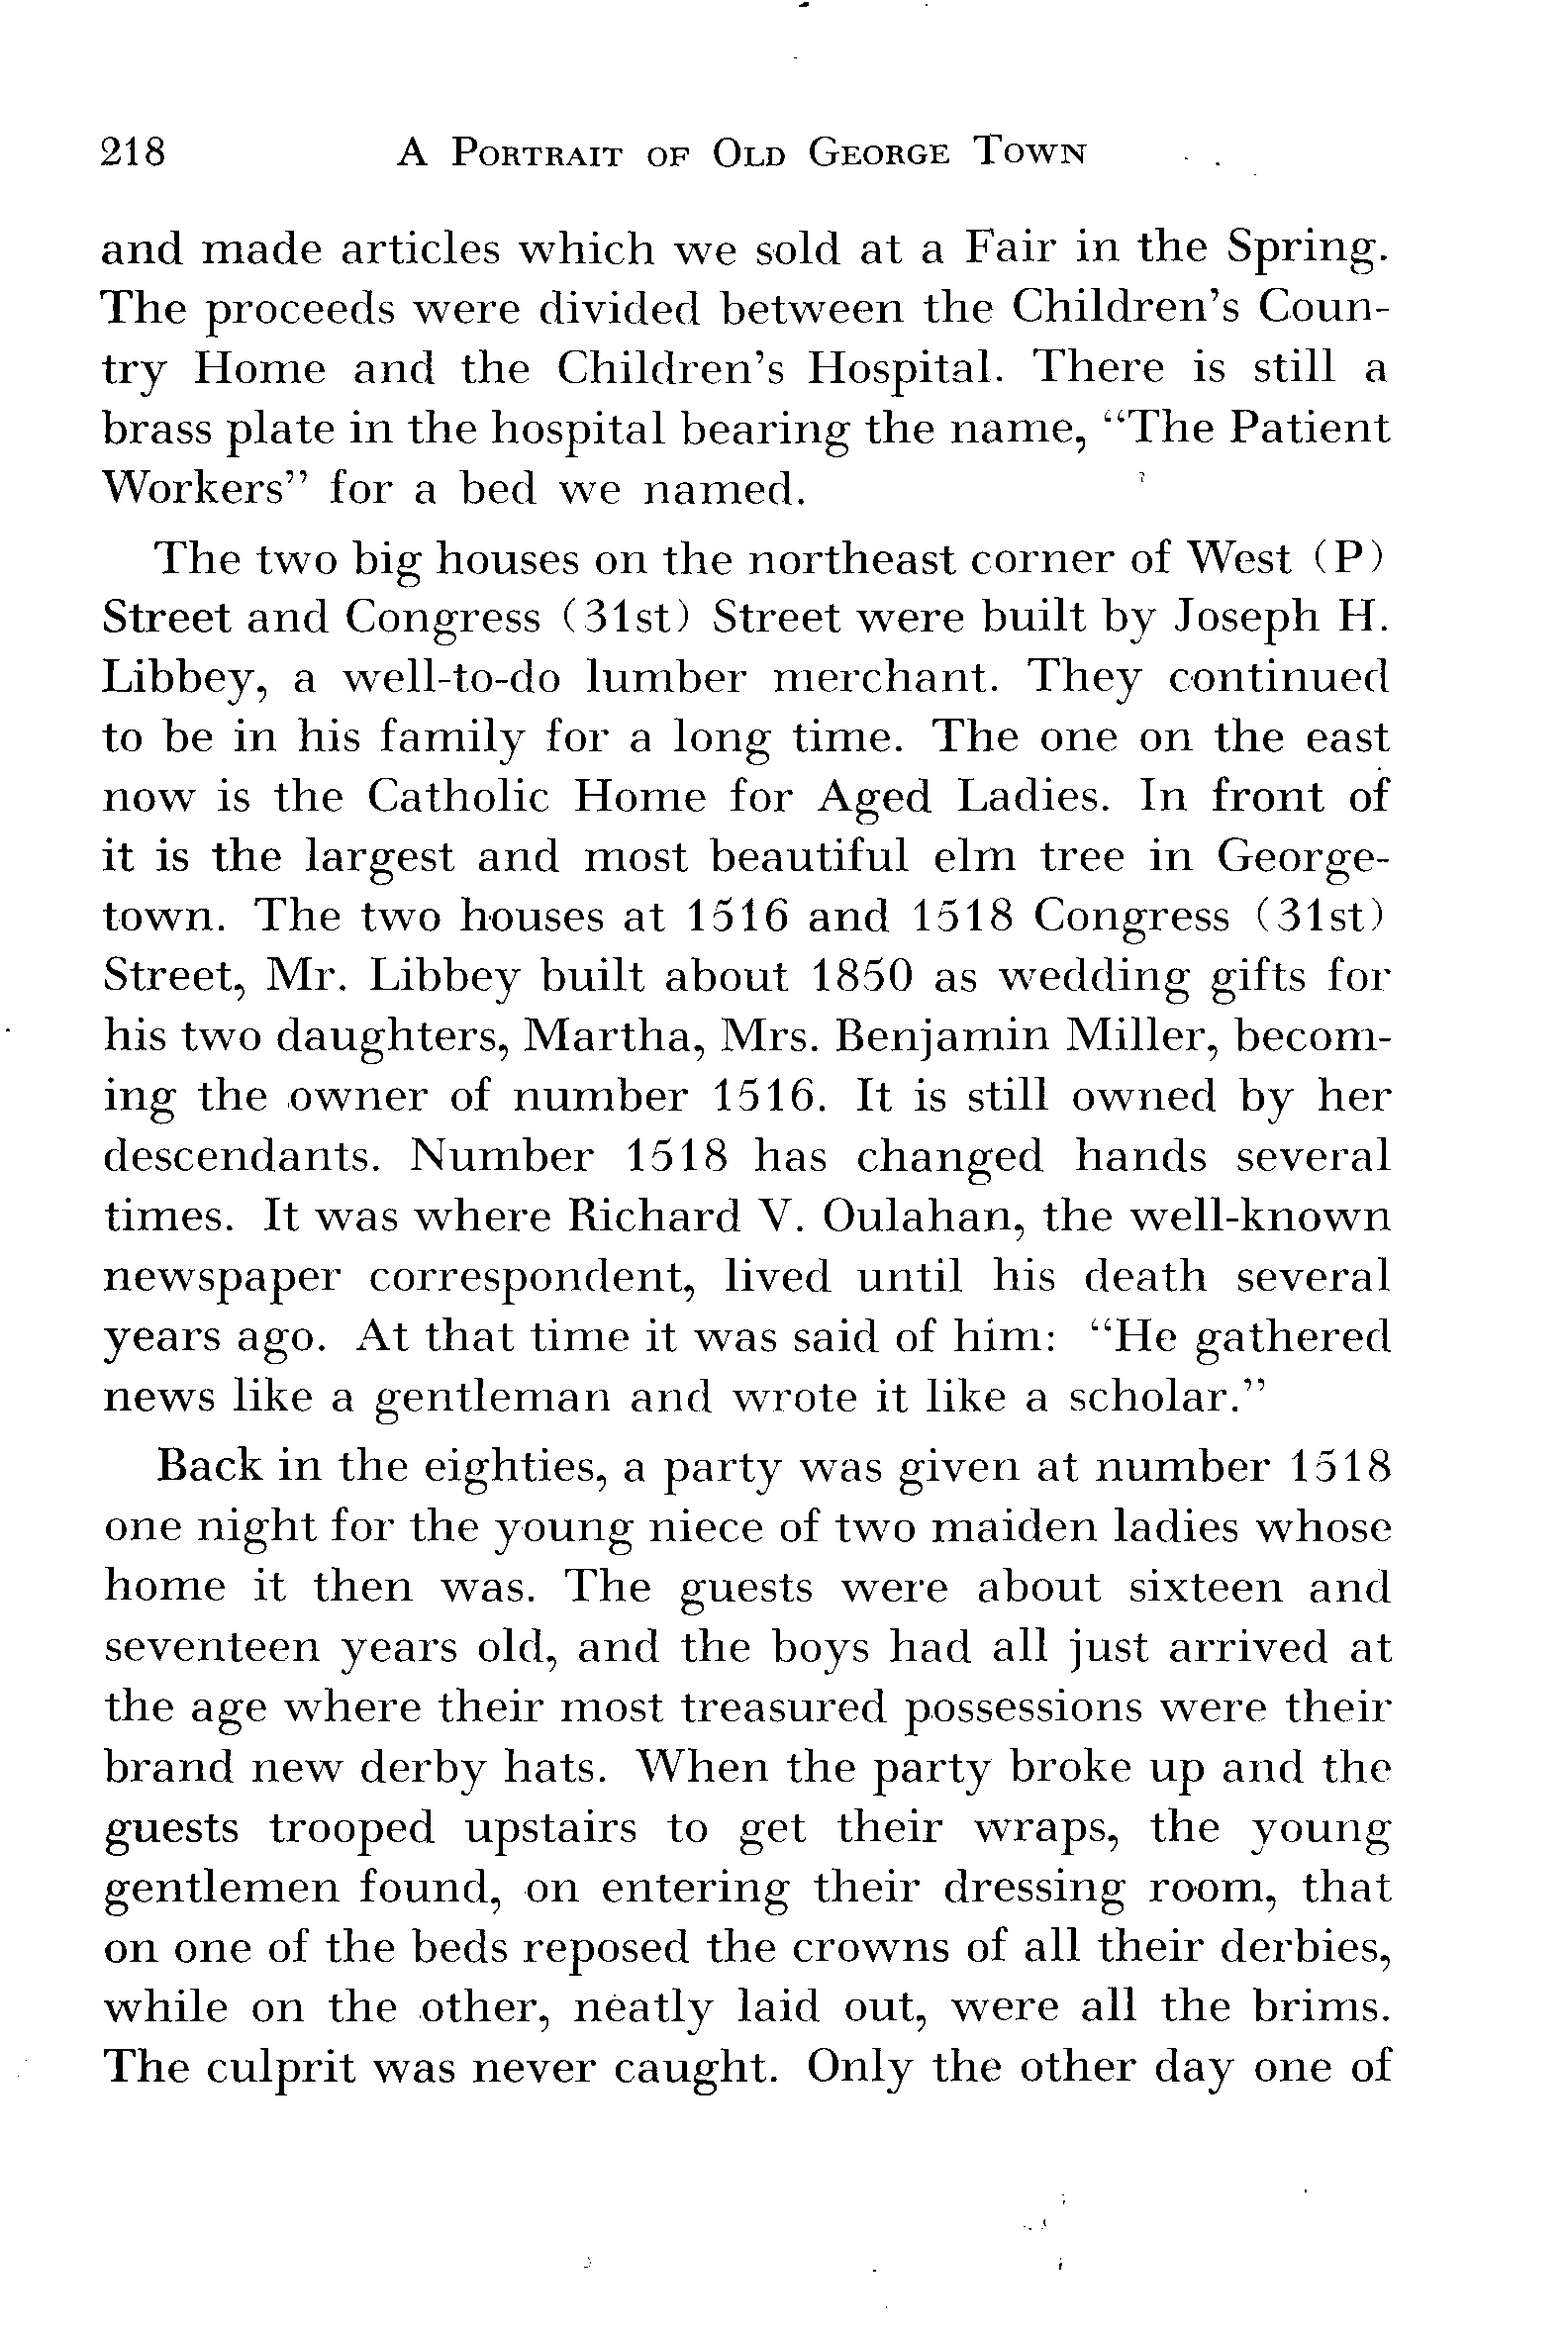 218 A Portrait of Old George Town
and made articles which we sold at a Fair in the Spring.
The proceeds were divided between the Children's Coun-
try Home and the Children's Hospital. There is still a
brass plate in the hospital bearing the name, “The Patient
Workers” for a bed we named.
The two big houses on the northeast corner of West (P)
Street and Congress (31st) Street were built by Joseph H.
Libbey, a well-to-do lumber merchant. They continued
to be in his family for a long time. The one on the east
now is the Catholic Home for Aged Ladies. In front of
it is the largest and most beautiful elm tree in George-
town. The two houses at 1516 and 1518 Congress (31st)
Street, Mr. Libbey built about 1850 as wedding gifts for
his two daughters, Martha, Mrs. Benjamin Miller, becom-
ing the owner of number 1516. It is still owned by her
descendants. Number 1518 has changed hands several
times. It was where Richard V. Oulahan, the well-known
newspaper correspondent, lived until his death several
years ago. At that time it was said of him: “He gathered
news like a gentleman and wrote it like a scholar.”
Back in the eighties, a party was given at number 1518
one night for the young niece of two maiden ladies whose
home it then was. The guests were about sixteen and
seventeen years old, and the boys had all just arrived at
the age where their most treasured possessions were their
brand new derby hats. When the party broke up and the
guests trooped upstairs to get their wraps, the young
gentlemen found, on entering their dressing room, that
on one of the beds reposed the crowns of all their derbies,
while on the other, neatly laid out, were all the brims.
The culprit was never caught. Only the other day one of